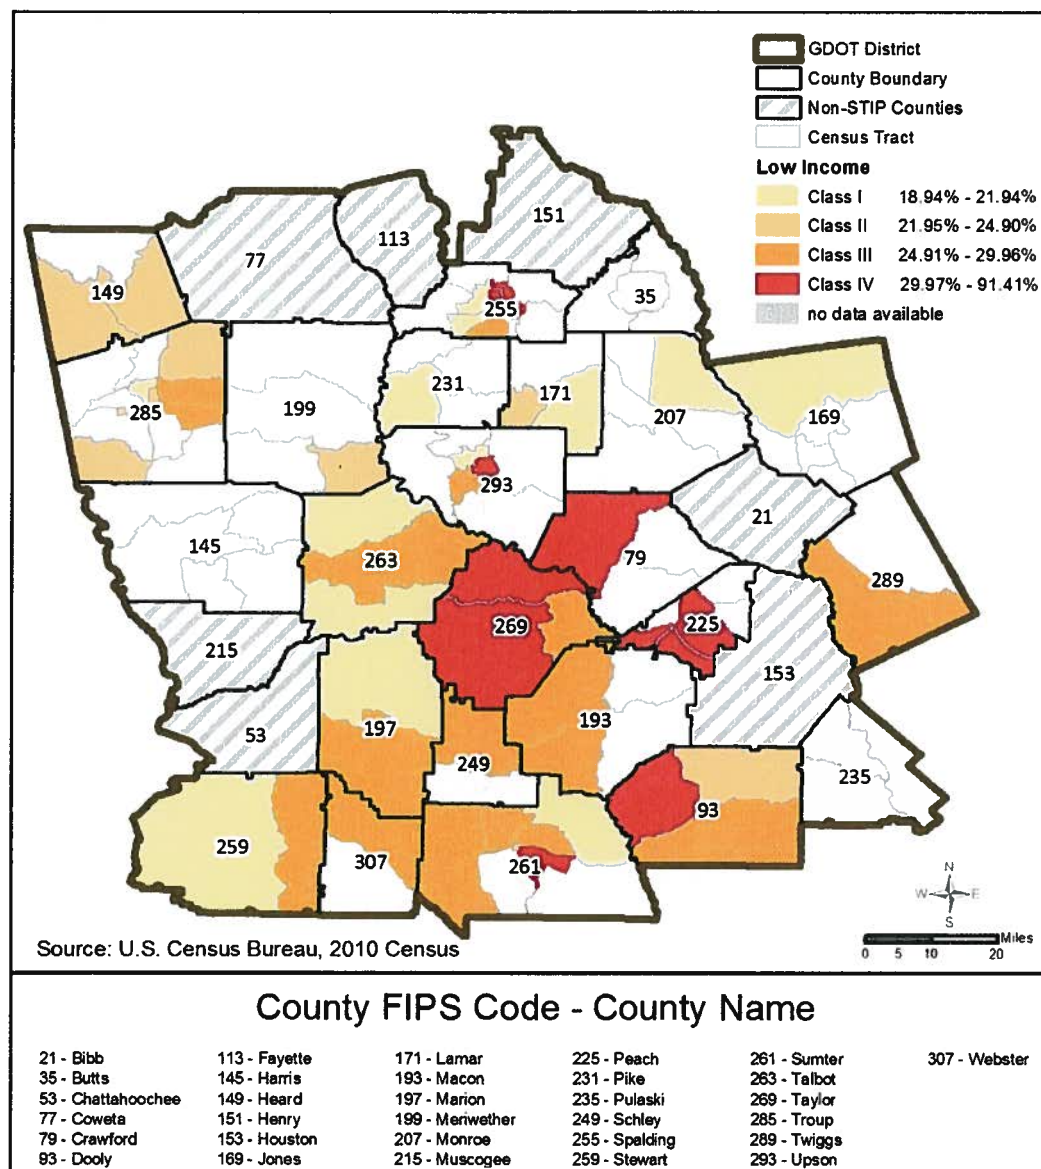 GDOT District
County Boundary
Non-STIP Counties
Census Tract
Low Income
Class I 18.94% - 21.94%
Class II 21.95% - 24.90%
Class III 24.91% - 29.96%
Class IV 29.97% - 91.41%
no data available
151
113
77
149
255
35
231
171
285
199
207
169
293
21
145
263
79
289
269
225
215
153
193
53
197
249
235
93
259
307
261
N
W E
S
Miles
0 5 10 20
Source: U.S. Census Bureau, 2010 Census
County FIPS Code - County Name
21 - Bibb
35 - Butts
53 - Chattahoochee
77 - Coweta
79 - Crawford
93 - Dooly
113 - Fayette
145 - Harris
149 - Heard
151 - Henry
153 - Houston
169 - Jones
171 - Lamar
193 - Macon
197 - Marion
199 - Meriwether
207 - Monroe
215 - Muscogee
225 - Peach
231 - Pike
235 - Pulaski
249 - Schley
255 - Spalding
259 - Stewart
261 - Sumter
263 - Talbot
269 - Taylor
285 - Troup
289 - Twiggs
293 - Upson
307 - Webster